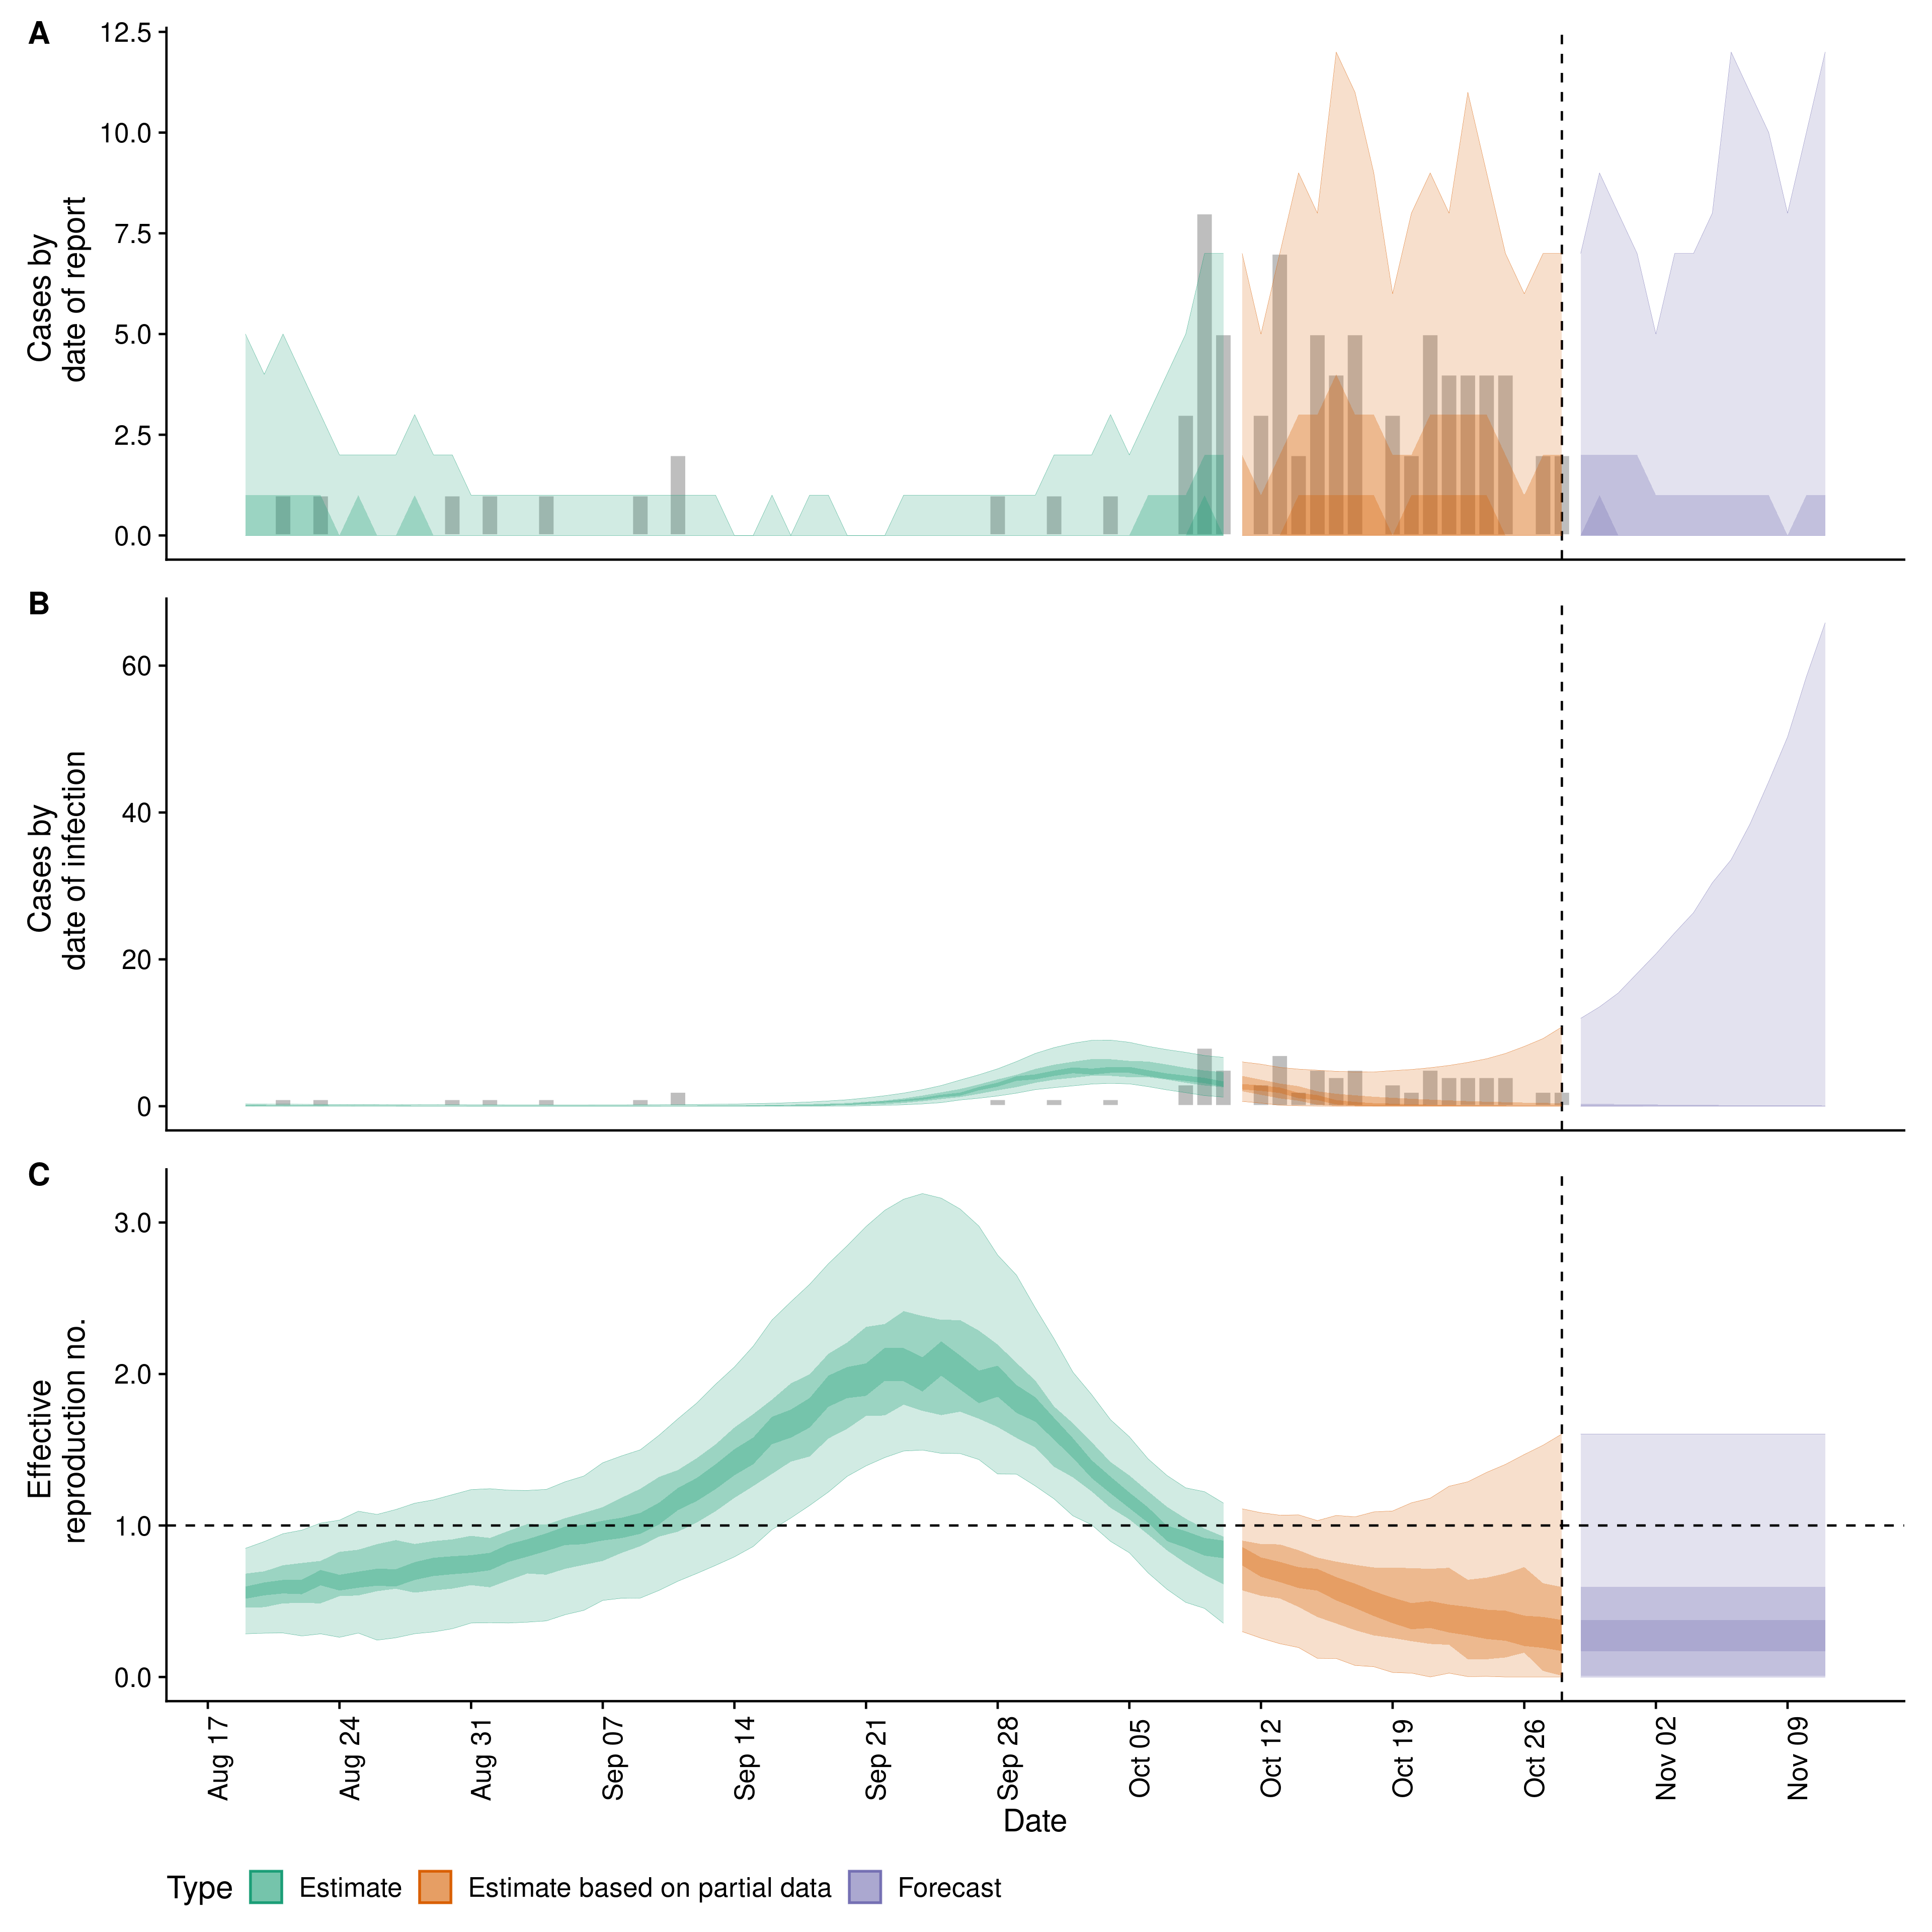 A
12.5
10.0
7.5
5.0
2.5
0.0
Cases by
date of report
B
60
40
20
0
Cases by
date of infection
C
3.0
2.0
1.0
0.0
Effective
reproduction no.
Aug 17
Aug 24
Aug 31
Sep 07
Sep 14
Sep 21
Sep 28
Oct 05
Oct 12
Oct 19
Oct 26
Nov 02
Nov 09
Date
Type Estimate Estimate based on partial data Forecast